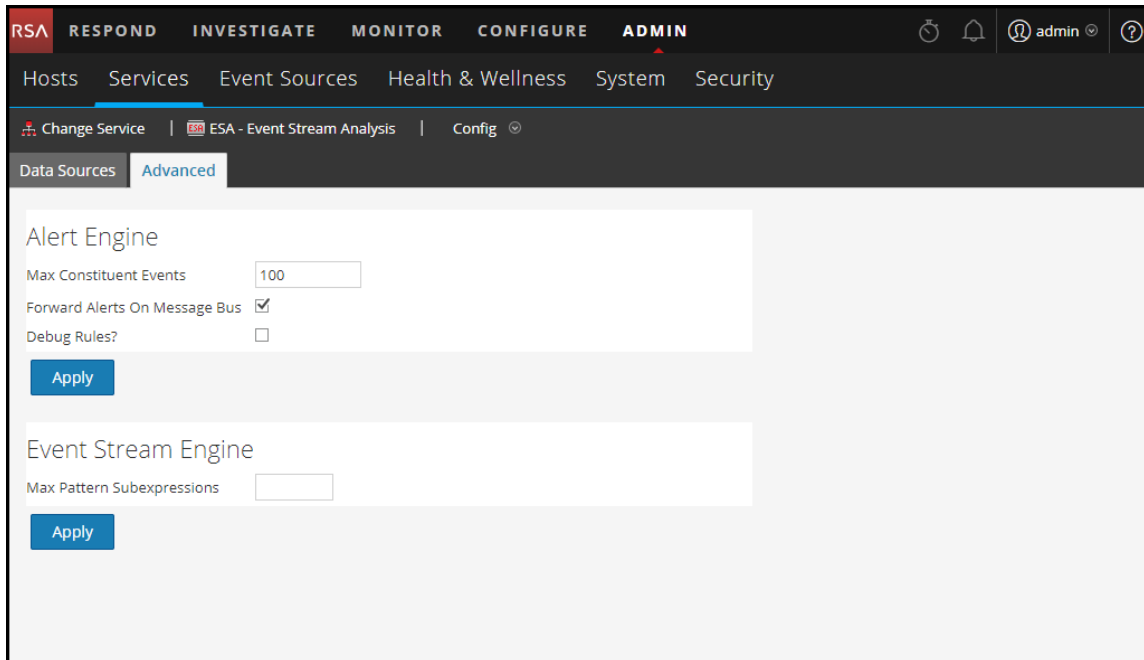 RSA RESPOND INVESTIGATE MONITOR CONFIGURE ADMIN admin ?
Hosts Services Event Sources Health & Wellness System Security
Change Service | ESA ESA - Event Stream Analysis | Config
Data Sources Advanced
Alert Engine
Max Constituent Events 100
Forward Alerts On Message Bus
Debug Rules?
Apply
Event Stream Engine
Max Pattern Subexpressions
Apply